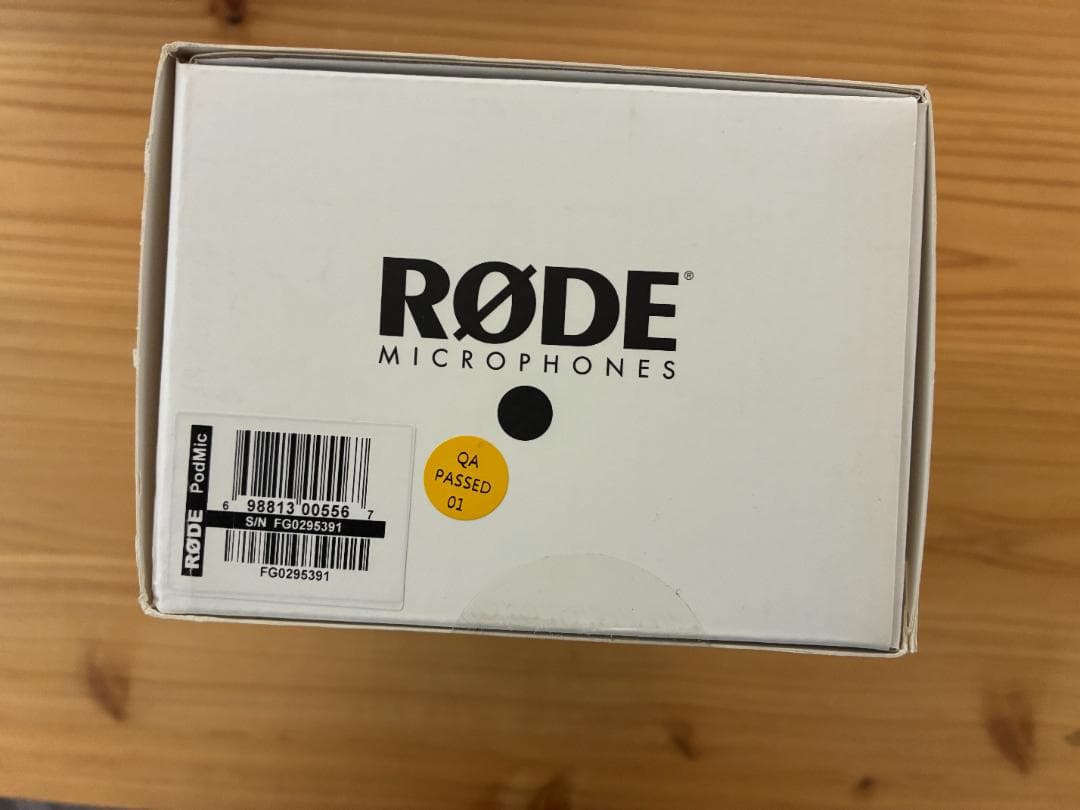 RØDE®
MICROPHONES
RØDE PodMic
6 98813 00556 7
S/N FG0295391
FG0295391
QA
PASSED
01